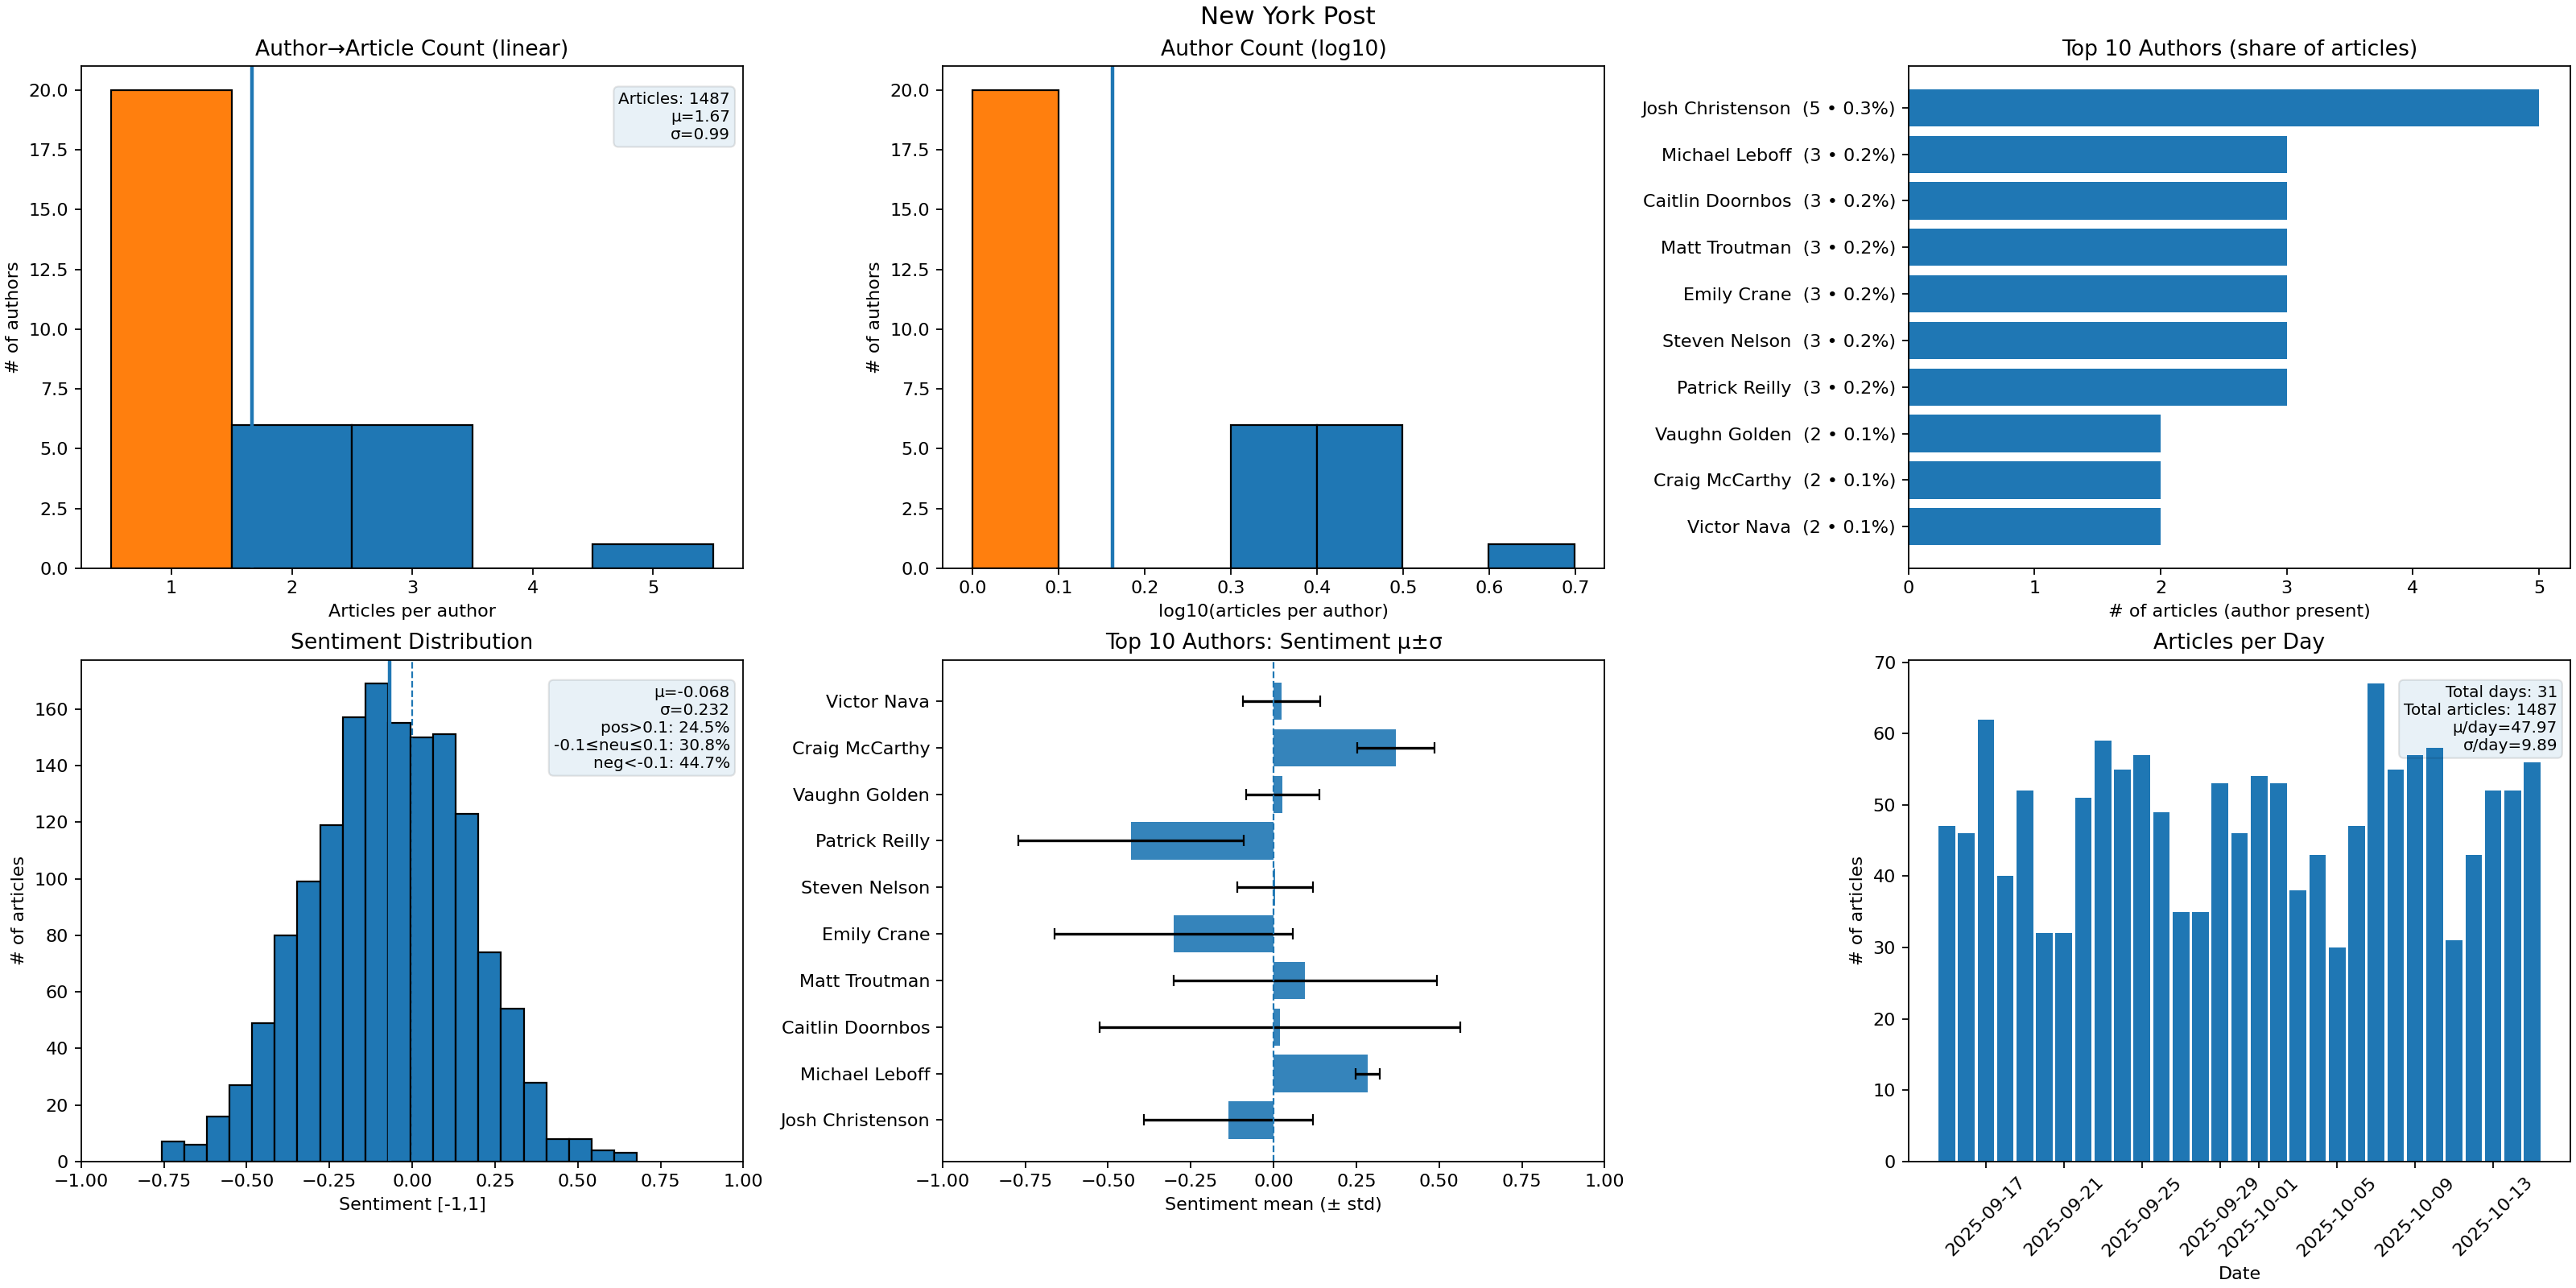 New York Post
Author→Article Count (linear)
20.0
17.5
15.0
12.5
10.0
7.5
5.0
2.5
0.0
# of authors
Articles: 1487
μ=1.67
σ=0.99
1 2 3 4 5
Articles per author
Author Count (log10)
20.0
17.5
15.0
12.5
10.0
7.5
5.0
2.5
0.0
# of authors
0.0 0.1 0.2 0.3 0.4 0.5 0.6 0.7
log10(articles per author)
Top 10 Authors (share of articles)
Josh Christenson (5 • 0.3%)
Michael Leboff (3 • 0.2%)
Caitlin Doornbos (3 • 0.2%)
Matt Troutman (3 • 0.2%)
Emily Crane (3 • 0.2%)
Steven Nelson (3 • 0.2%)
Patrick Reilly (3 • 0.2%)
Vaughn Golden (2 • 0.1%)
Craig McCarthy (2 • 0.1%)
Victor Nava (2 • 0.1%)
0 1 2 3 4 5
# of articles (author present)
Sentiment Distribution
160
140
120
100
80
60
40
20
0
# of articles
μ=-0.068
σ=0.232
pos>0.1: 24.5%
-0.1≤neu≤0.1: 30.8%
neg<-0.1: 44.7%
−1.00 −0.75 −0.50 −0.25 0.00 0.25 0.50 0.75 1.00
Sentiment [-1,1]
Top 10 Authors: Sentiment μ±σ
Victor Nava
Craig McCarthy
Vaughn Golden
Patrick Reilly
Steven Nelson
Emily Crane
Matt Troutman
Caitlin Doornbos
Michael Leboff
Josh Christenson
−1.00 −0.75 −0.50 −0.25 0.00 0.25 0.50 0.75 1.00
Sentiment mean (± std)
Articles per Day
70
60
50
40
30
20
10
0
# of articles
Total days: 31
Total articles: 1487
μ/day=47.97
σ/day=9.89
2025-09-17
2025-09-21
2025-09-25
2025-09-29
2025-10-01
2025-10-05
2025-10-09
2025-10-13
Date